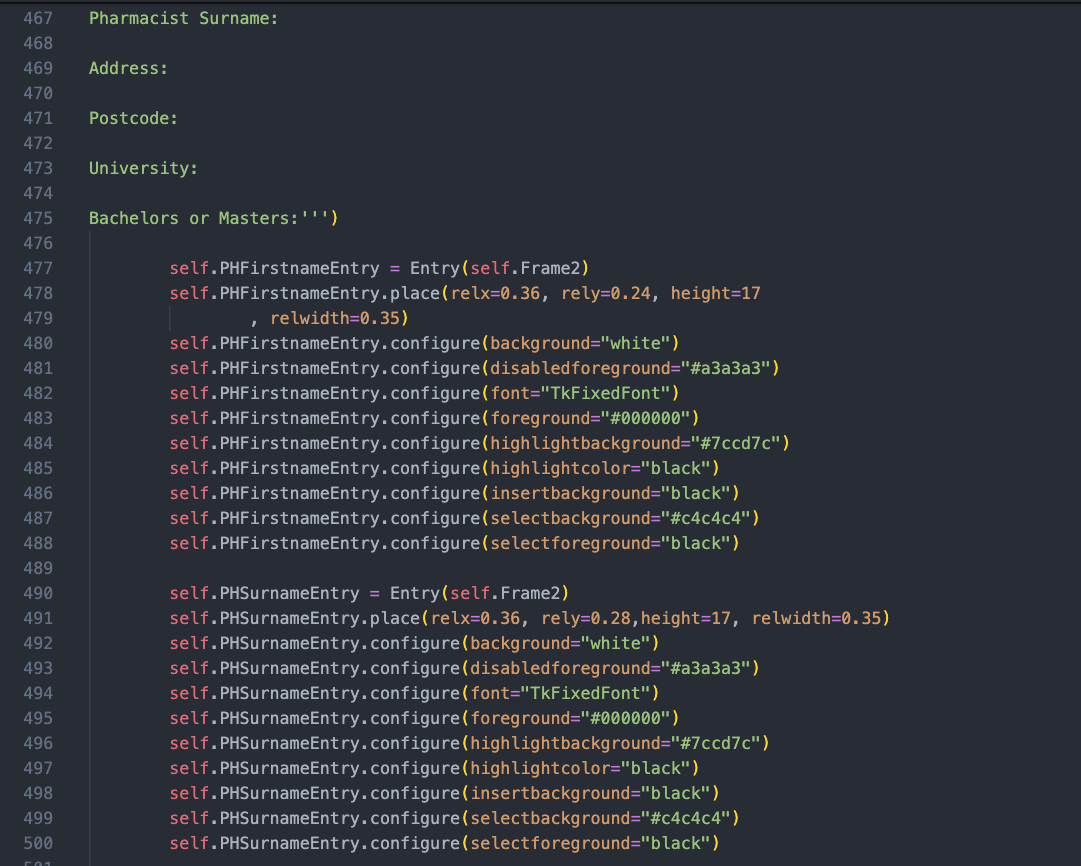 467 Pharmacist Surname:
468
469 Address:
470
471 Postcode:
472
473 University:
474
475 Bachelors or Masters:''')
476
477 self.PHFirstnameEntry = Entry(self.Frame2)
478 self.PHFirstnameEntry.place(relx=0.36, rely=0.24, height=17
479 , relwidth=0.35)
480 self.PHFirstnameEntry.configure(background="white")
481 self.PHFirstnameEntry.configure(disabledforeground="#a3a3a3")
482 self.PHFirstnameEntry.configure(font="TkFixedFont")
483 self.PHFirstnameEntry.configure(foreground="#000000")
484 self.PHFirstnameEntry.configure(highlightbackground="#7ccd7c")
485 self.PHFirstnameEntry.configure(highlightcolor="black")
486 self.PHFirstnameEntry.configure(insertbackground="black")
487 self.PHFirstnameEntry.configure(selectbackground="#c4c4c4")
488 self.PHFirstnameEntry.configure(selectforeground="black")
489
490 self.PHSurnameEntry = Entry(self.Frame2)
491 self.PHSurnameEntry.place(relx=0.36, rely=0.28,height=17, relwidth=0.35)
492 self.PHSurnameEntry.configure(background="white")
493 self.PHSurnameEntry.configure(disabledforeground="#a3a3a3")
494 self.PHSurnameEntry.configure(font="TkFixedFont")
495 self.PHSurnameEntry.configure(foreground="#000000")
496 self.PHSurnameEntry.configure(highlightbackground="#7ccd7c")
497 self.PHSurnameEntry.configure(highlightcolor="black")
498 self.PHSurnameEntry.configure(insertbackground="black")
499 self.PHSurnameEntry.configure(selectbackground="#c4c4c4")
500 self.PHSurnameEntry.configure(selectforeground="black")